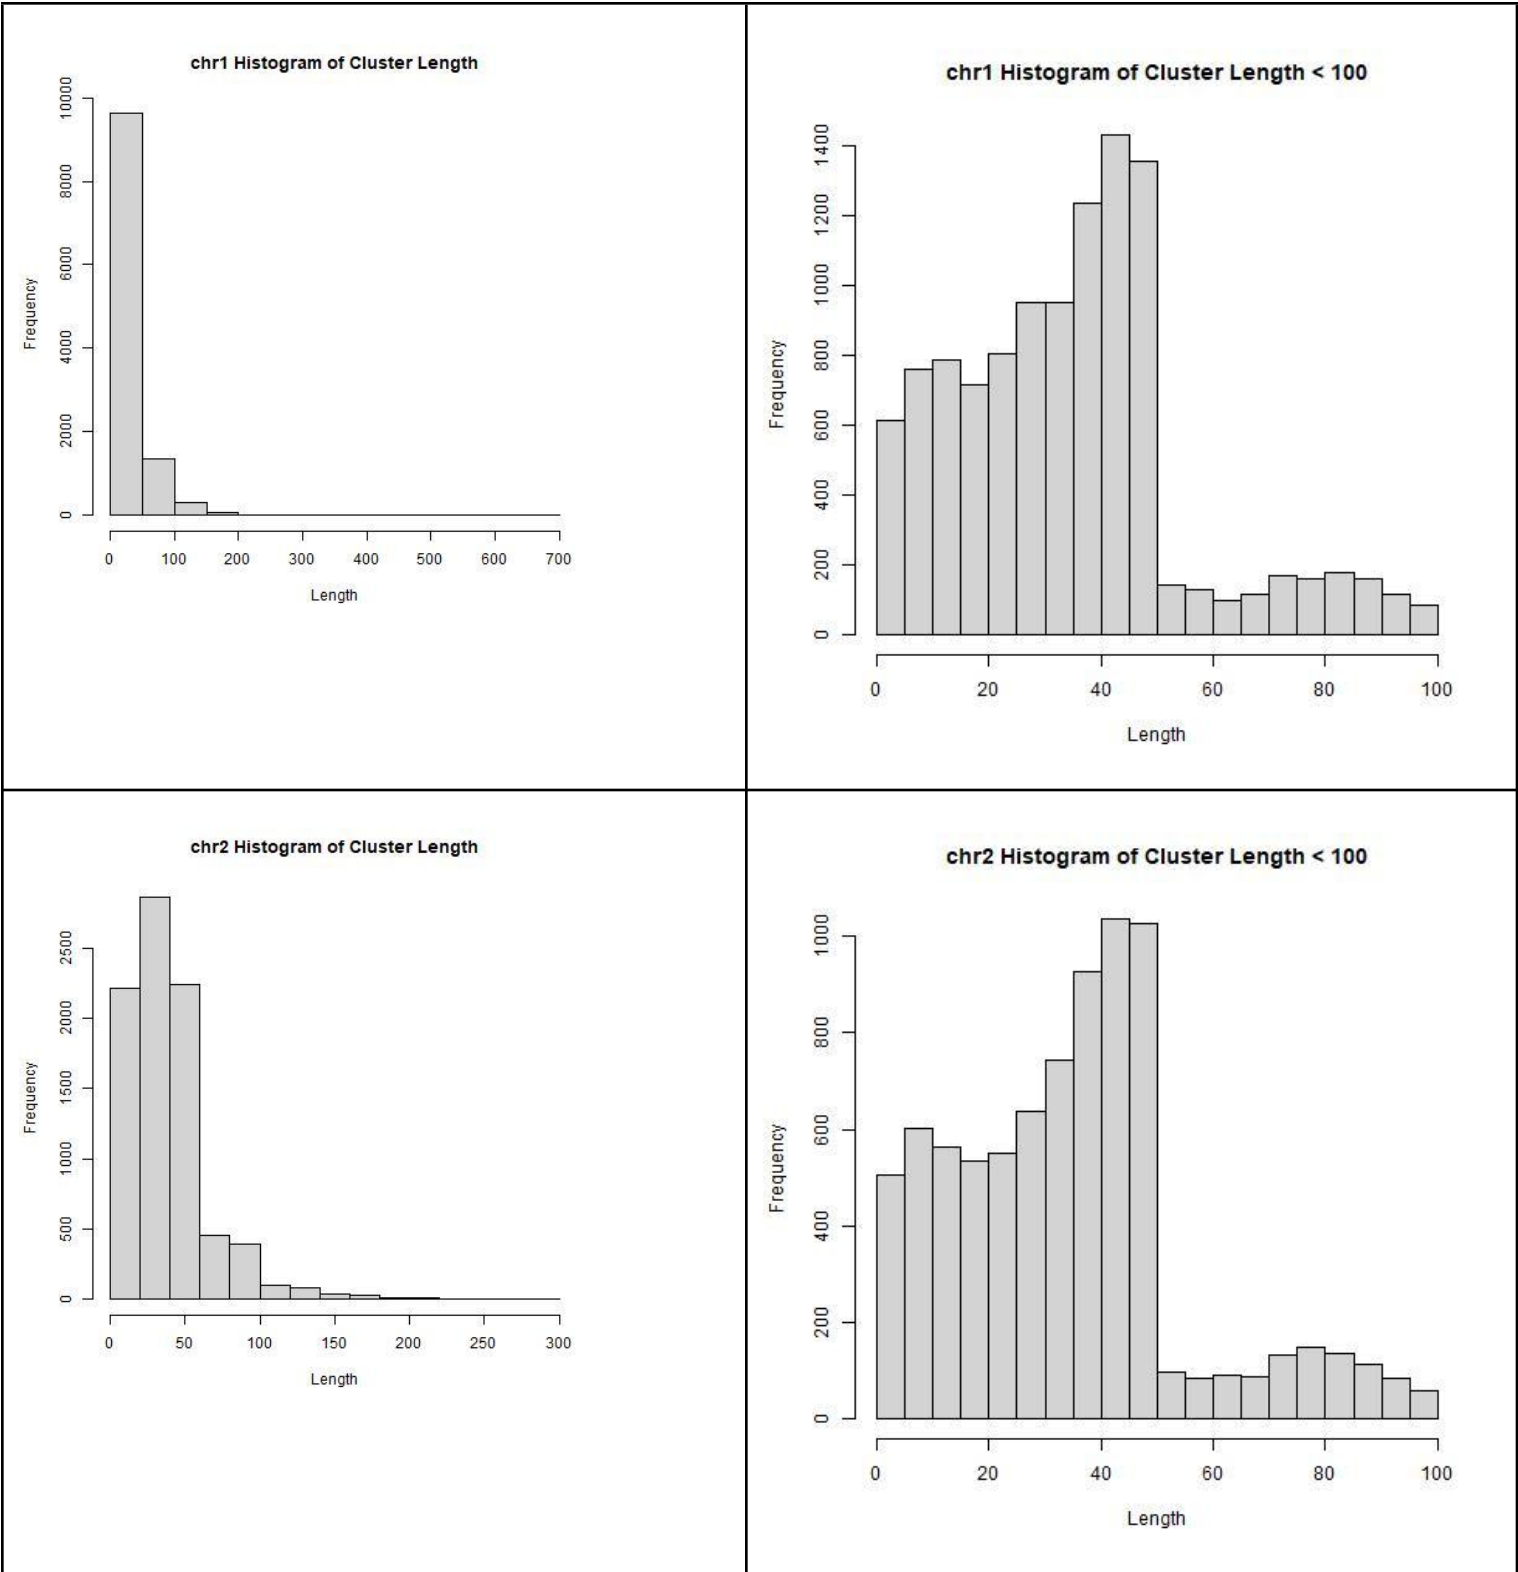 chr1 Histogram of Cluster Length
Frequency
0
2000
4000
6000
8000
10000
0 100 200 300 400 500 600 700
Length
chr1 Histogram of Cluster Length < 100
Frequency
0
200
400
600
800
1000
1200
1400
0 20 40 60 80 100
Length
chr2 Histogram of Cluster Length
Frequency
0
500
1000
1500
2000
2500
0 50 100 150 200 250 300
Length
chr2 Histogram of Cluster Length < 100
Frequency
0
200
400
600
800
1000
0 20 40 60 80 100
Length